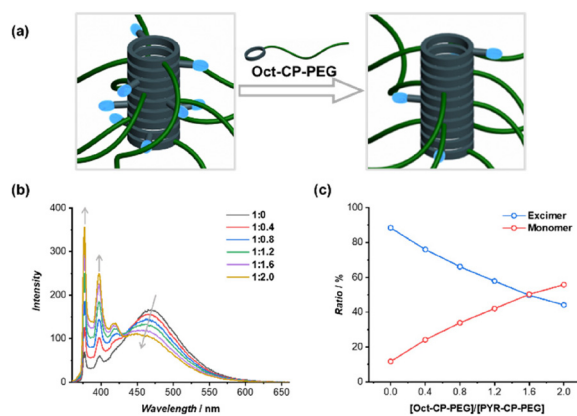 (a)
Oct-CP-PEG
(b)
400
300
200
100
0
Intensity
1:0
1:0.4
1:0.8
1:1.2
1:1.6
1:2.0
400 450 500 550 600 650
Wavelength / nm
(c)
100
80
60
40
20
0
Ratio / %
Excimer
Monomer
0.0 0.4 0.8 1.2 1.6 2.0
[Oct-CP-PEG]/[PYR-CP-PEG]